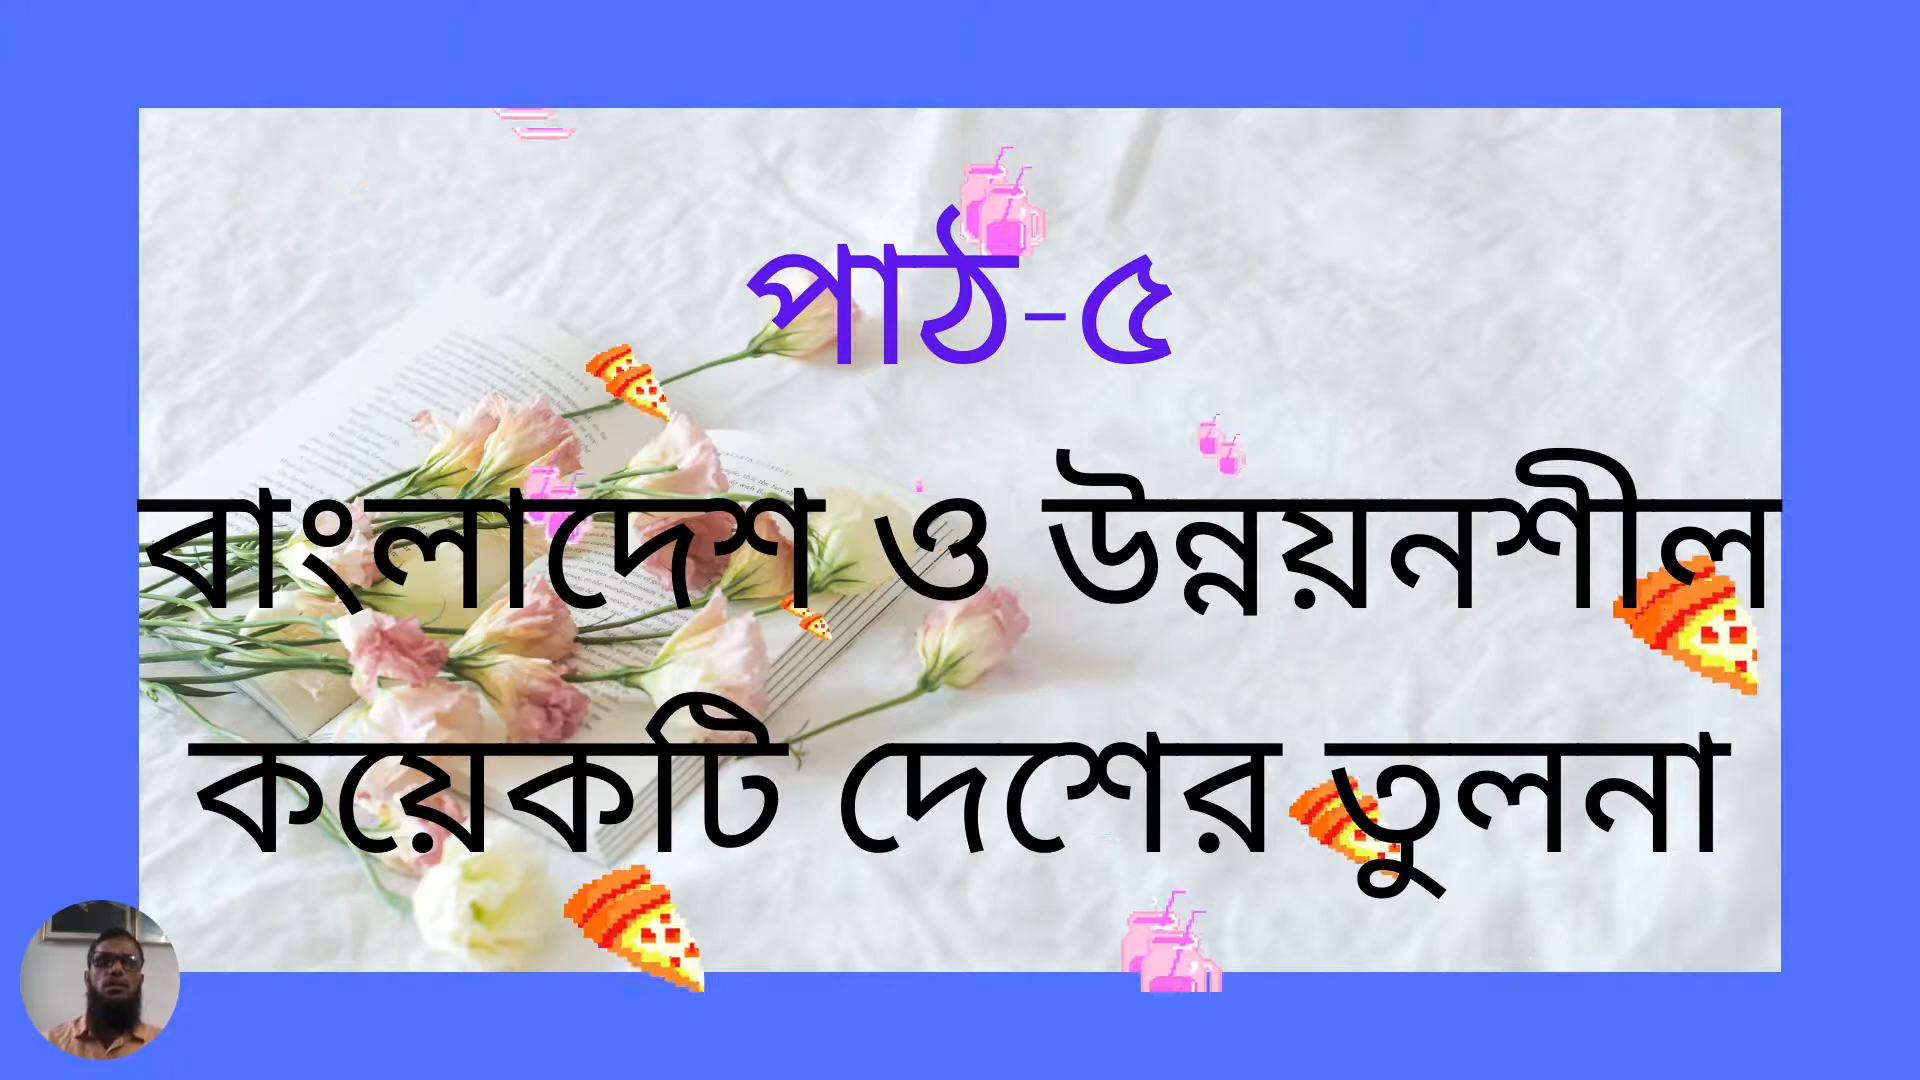 পাঠ-৫
বাংলাদেশ ও উন্নয়নশীল
কয়েকটি দেশের তুলনা